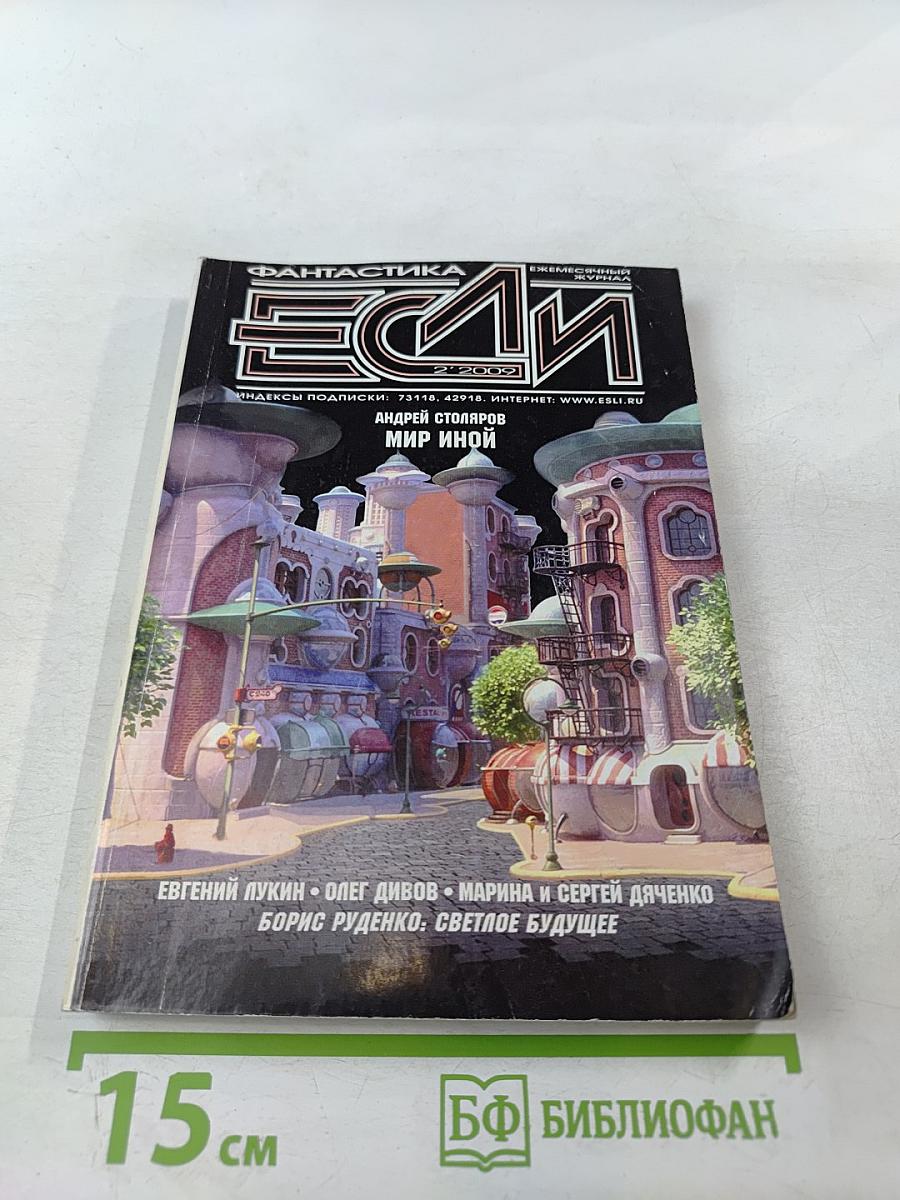 ФАНТАСТИКА
ЕЖЕМЕСЯЧНЫЙ
ЖУРНАЛ
ЕСЛИ
2' 2009
ИНДЕКСЫ ПОДПИСКИ: 73118, 42918. ИНТЕРНЕТ: WWW.ESLI.RU
АНДРЕЙ СТОЛЯРОВ
МИР ИНОЙ
ЕВГЕНИЙ ЛУКИН • ОЛЕГ ДИВОВ • МАРИНА и СЕРГЕЙ ДЯЧЕНКО
БОРИС РУДЕНКО: СВЕТЛОЕ БУДУЩЕЕ
15 см
БФ БИБЛИОФАН